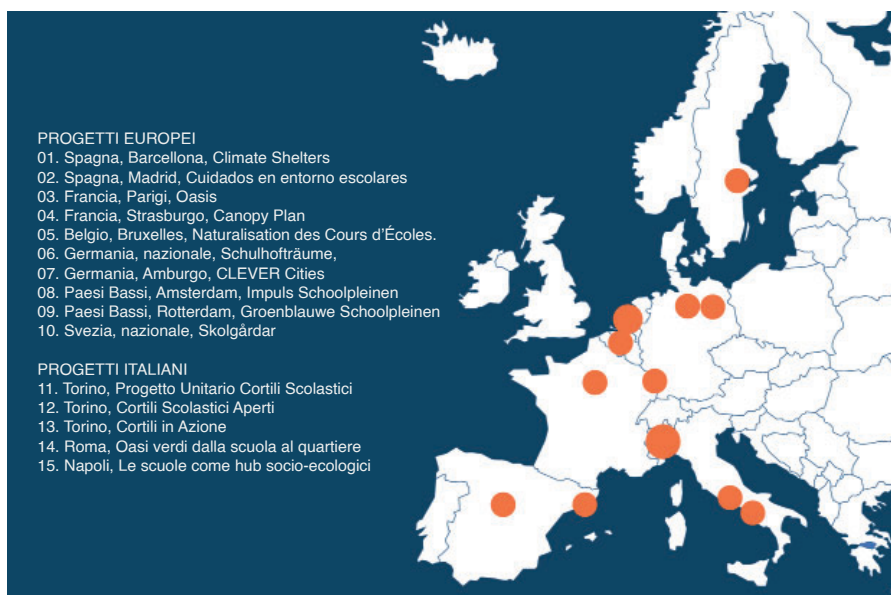 PROGETTI EUROPEI
01. Spagna, Barcellona, Climate Shelters
02. Spagna, Madrid, Cuidados en entorno escolares
03. Francia, Parigi, Oasis
04. Francia, Strasburgo, Canopy Plan
05. Belgio, Bruxelles, Naturalisation des Cours d'Écoles.
06. Germania, nazionale, Schulhofträume,
07. Germania, Amburgo, CLEVER Cities
08. Paesi Bassi, Amsterdam, Impuls Schoolpleinen
09. Paesi Bassi, Rotterdam, Groenblauwe Schoolpleinen
10. Svezia, nazionale, Skolgårdar
PROGETTI ITALIANI
11. Torino, Progetto Unitario Cortili Scolastici
12. Torino, Cortili Scolastici Aperti
13. Torino, Cortili in Azione
14. Roma, Oasi verdi dalla scuola al quartiere
15. Napoli, Le scuole come hub socio-ecologici